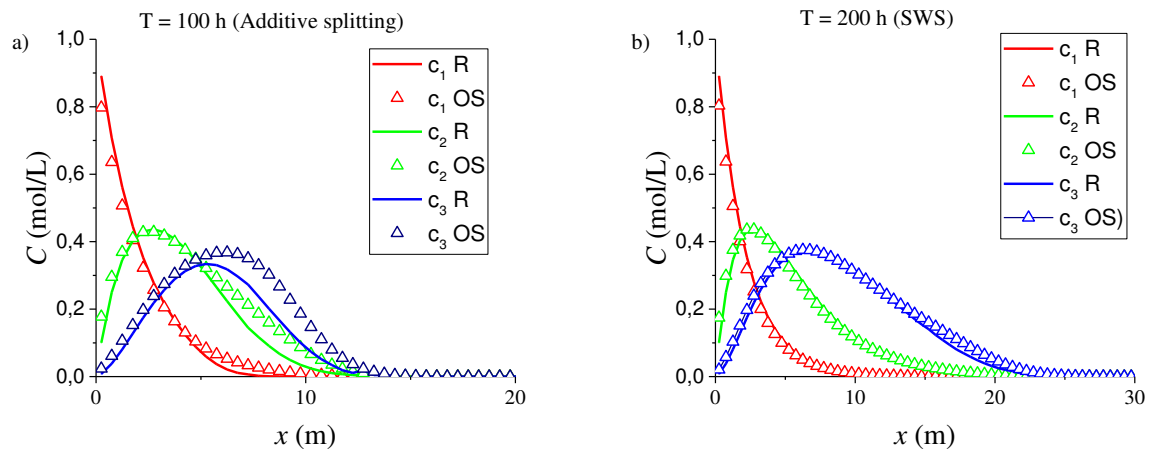 T = 100 h (Additive splitting)
a)
1,0
0,8
0,6
0,4
0,2
0,0
C (mol/L)
c₁ R
c₁ OS
c₂ R
c₂ OS
c₃ R
c₃ OS
0
10
20
x (m)
T = 200 h (SWS)
b)
1,0
0,8
0,6
0,4
0,2
0,0
C (mol/L)
c₁ R
c₁ OS
c₂ R
c₂ OS
c₃ R
c₃ OS)
0
10
20
30
x (m)